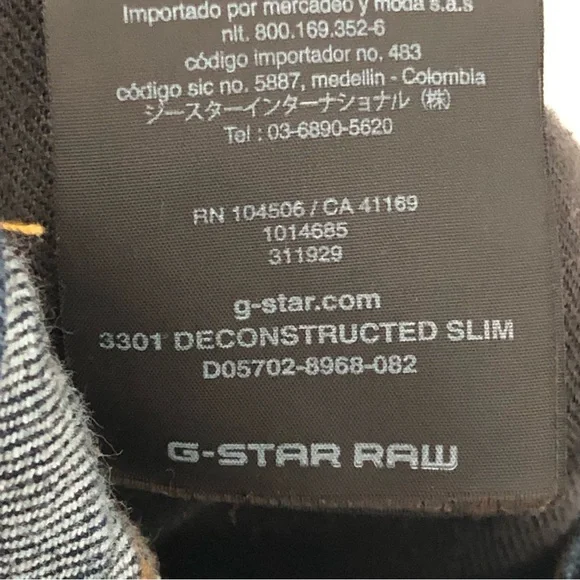 Importado por mercadeo y moda s.a.s
nit. 800.169.352-6
código importador no. 483
código sic no. 5887, medellin - Colombia
ジースターインターナショナル (株)
Tel : 03-6890-5620
RN 104506 / CA 41169
1014685
311929
g-star.com
3301 DECONSTRUCTED SLIM
D05702-8968-082
G-STAR RAW